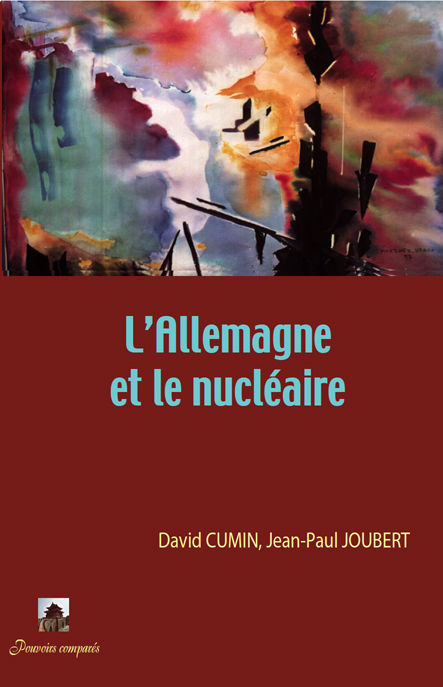 L'Allemagne
et le nucléaire
David CUMIN, Jean-Paul JOUBERT
Pouvoirs comparés